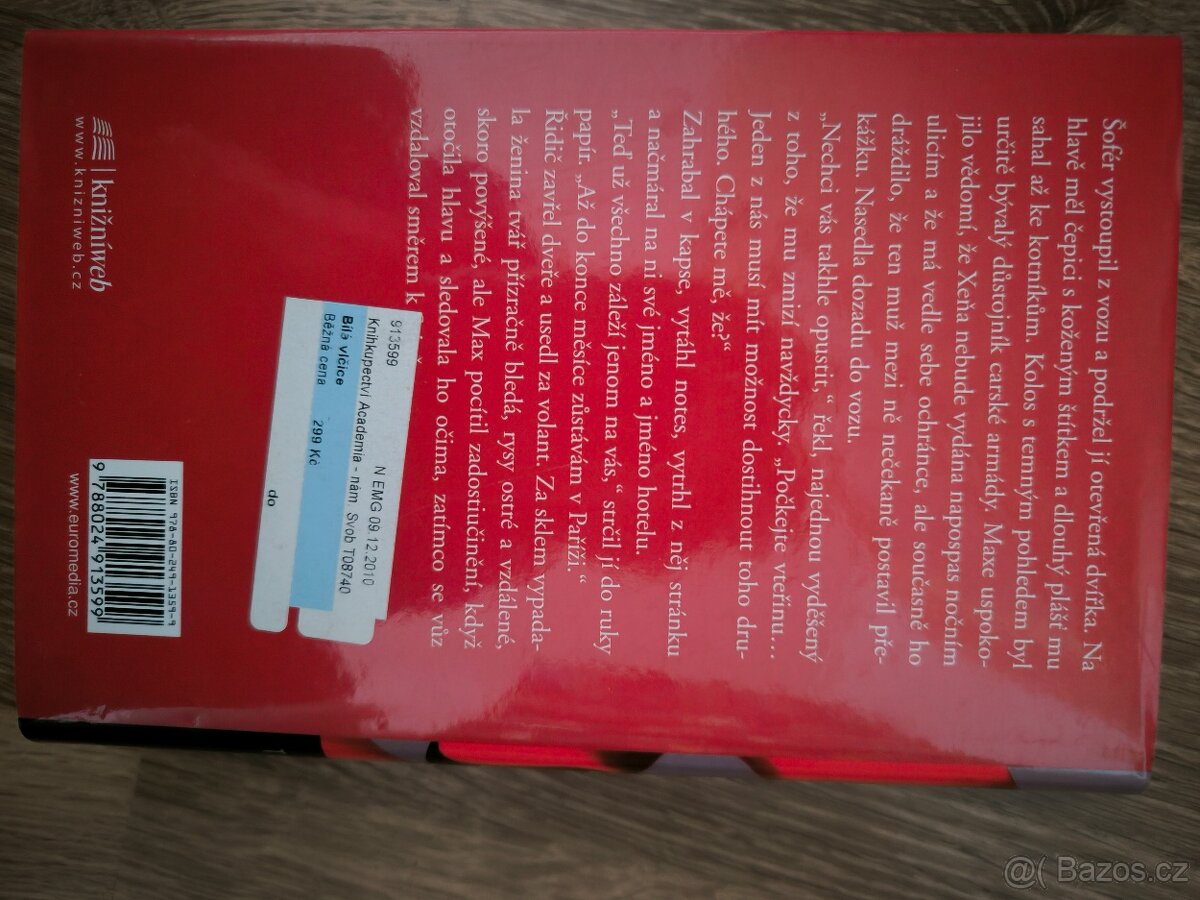 Šofér vystoupil z vozu a podržel jí otevřená dvířka. Na
hlavě měl čepici s koženým štítkem a dlouhý plášť mu
sahal až ke kotníkům. Kolos s temným pohledem byl
určitě bývalý důstojník carské armády. Maxe uspoko-
jilo vědomí, že Xeňa nebude vydána napospas nočním
ulicím a že má vedle sebe ochránce, ale současně ho
dráždilo, že ten muž mezi ně nečekaně postavil pře-
kážku. Nasedla dozadu do vozu.
„Nechci vás takhle opustit,“ řekl, najednou vyděšený
z toho, že mu zmizí navždycky. „Počkejte vteřinu…
Jeden z nás musí mít možnost dostihnout toho dru-
hého. Chápete mě, že?“
Zahrabal v kapse, vytáhl notes, vytrhl z něj stránku
a načmáral na ni své jméno a jméno hotelu.
„Teď už všechno záleží jenom na vás,“ strčil jí do ruky
papír. „Až do konce měsíce zůstávám v Paříži.“
Řidič zavřel dveře a usedl za volant. Za sklem vypada-
la ženina tvář přízračně bledá, rysy ostré a vzdálené,
skoro povýšené, ale Max pocítil zadostiučinění, když
otočila hlavu a sledovala ho očima, zatímco se vůz
vzdaloval směrem k
913599 N EMG 09.12.2010
Knihkupectví Academia - nám. Svob T08740
Bílá vlčice
Běžná cena 299 Kč
do
knižníweb
www.knizniweb.cz
ISBN 978-80-249-1359-9
9 788024 913599
www.euromedia.cz
@( Bazos.cz